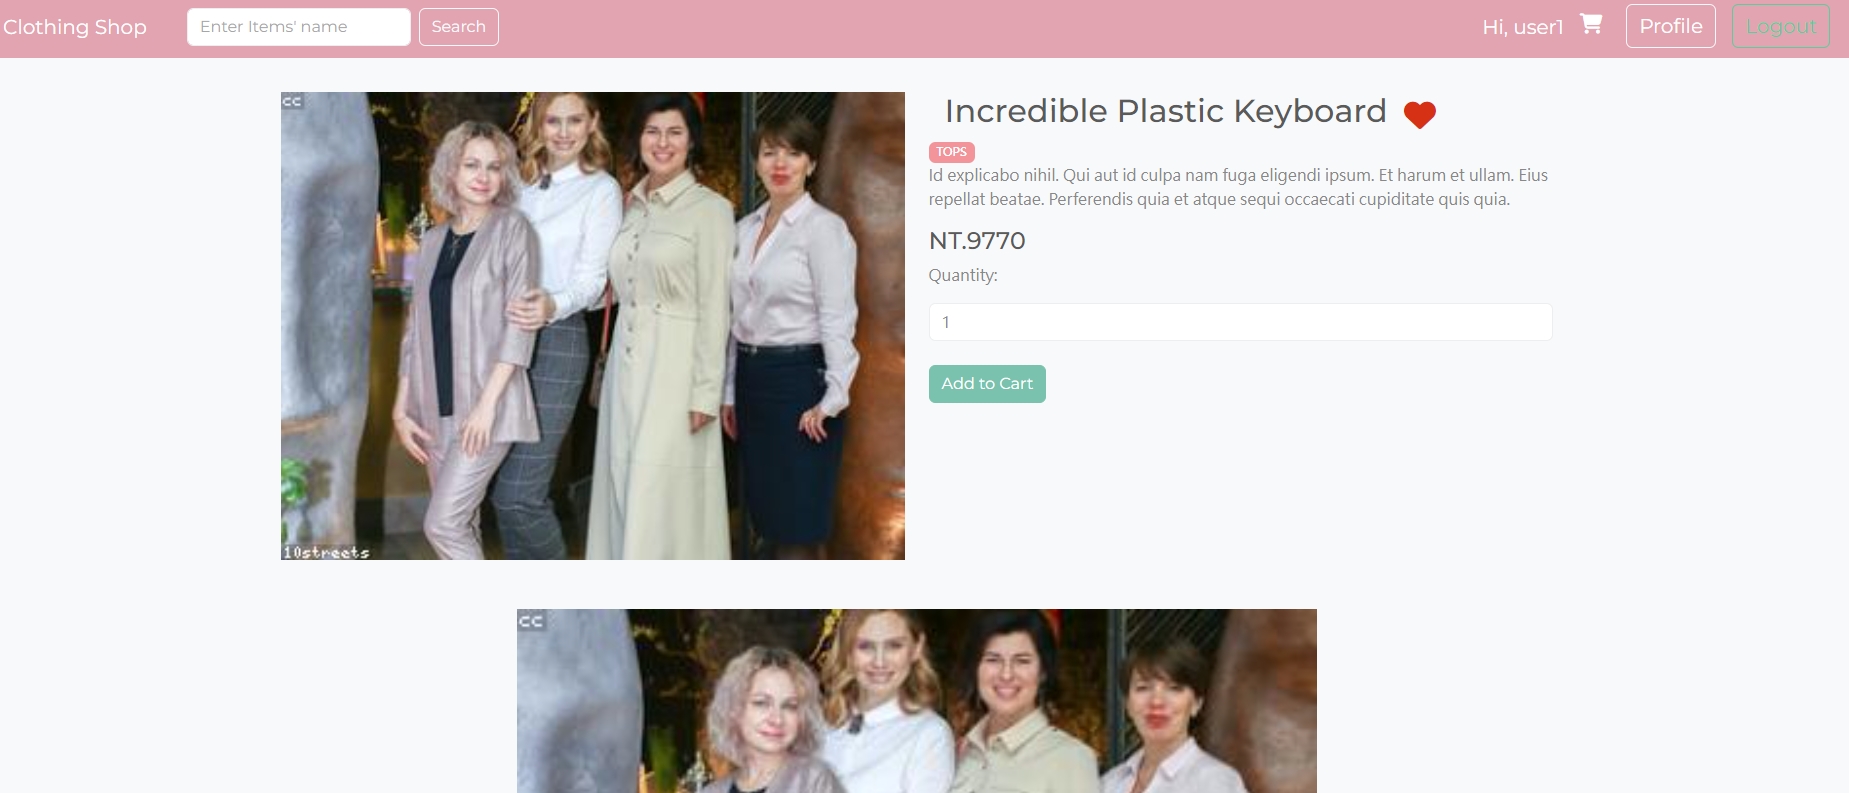 Clothing Shop
Enter Items' name
Search
Hi, user1
Profile
Logout
cc
10streets
Incredible Plastic Keyboard
TOPS
Id explicabo nihil. Qui aut id culpa nam fuga eligendi ipsum. Et harum et ullam. Eius
repellat beatae. Perferendis quia et atque sequi occaecati cupiditate quis quia.
NT.9770
Quantity:
1
Add to Cart
cc